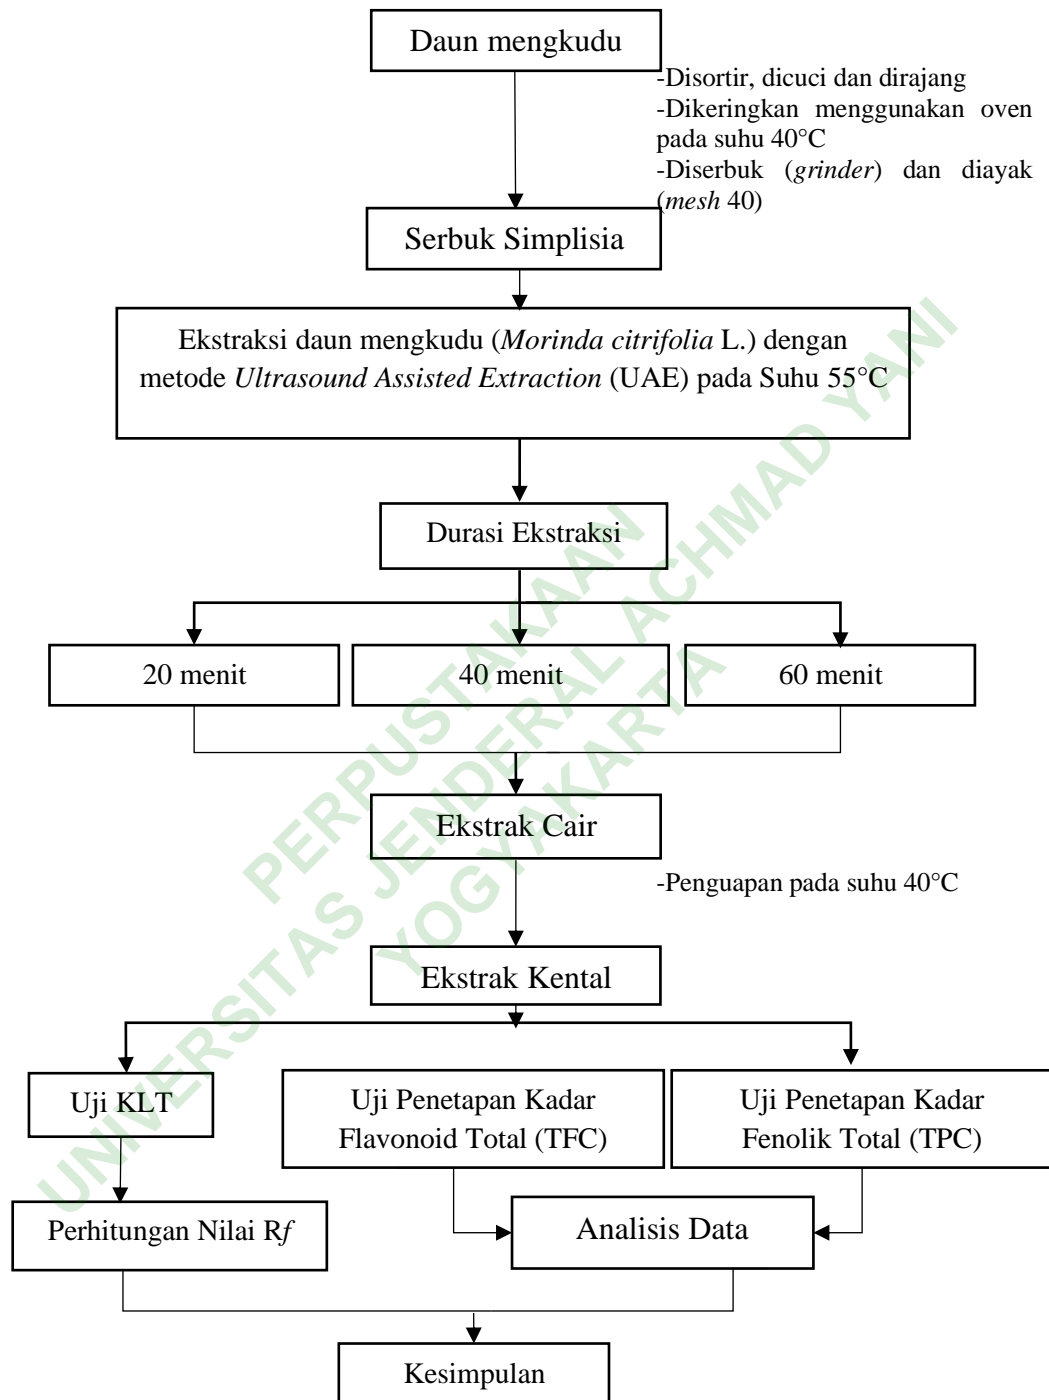 Daun mengkudu
-Disortir, dicuci dan dirajang
-Dikeringkan menggunakan oven
pada suhu 40°C
-Diserbuk (grinder) dan diayak
(mesh 40)
Serbuk Simplisia
Ekstraksi daun mengkudu (Morinda citrifolia L.) dengan
metode Ultrasound Assisted Extraction (UAE) pada Suhu 55°C
Durasi Ekstraksi
20 menit
40 menit
60 menit
Ekstrak Cair
-Penguapan pada suhu 40°C
Ekstrak Kental
Uji KLT
Uji Penetapan Kadar
Flavonoid Total (TFC)
Uji Penetapan Kadar
Fenolik Total (TPC)
Perhitungan Nilai Rf
Analisis Data
Kesimpulan
PERPUSTAKAAN
UNIVERSITAS JENDERAL ACHMAD YANI
YOGYAKARTA